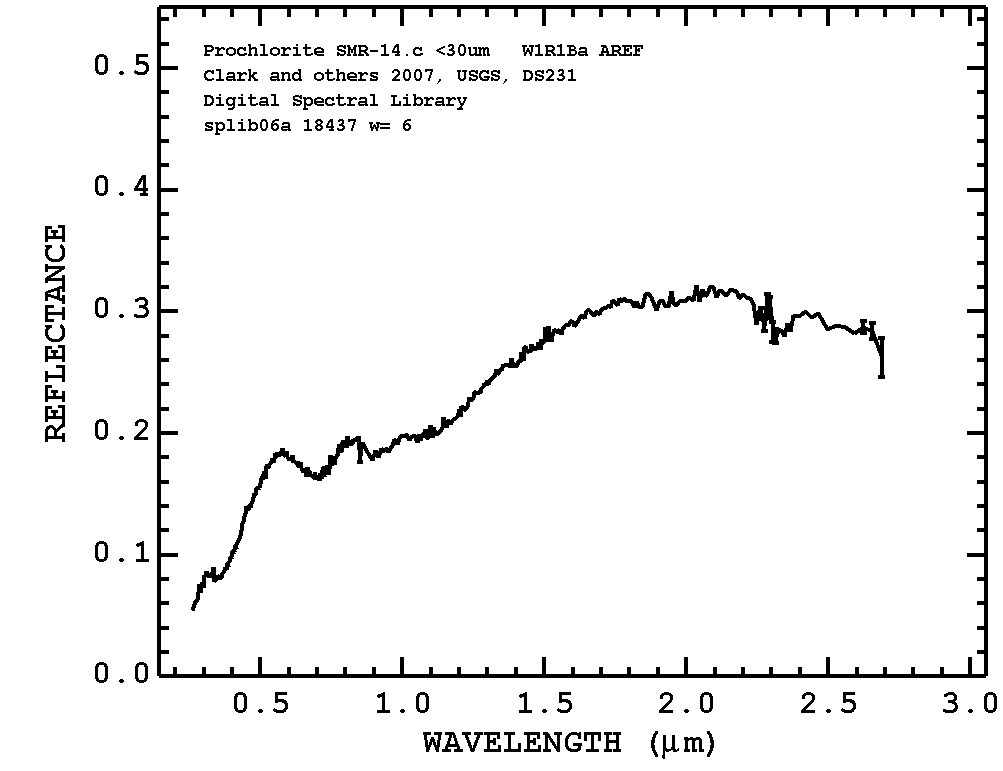 Prochlorite SMR-14.c <30um W1R1Ba AREF
Clark and others 2007, USGS, DS231
Digital Spectral Library
splib06a 18437 w= 6
0.5
0.4
0.3
0.2
0.1
0.0
REFLECTANCE
0.5 1.0 1.5 2.0 2.5 3.0
WAVELENGTH (μm)